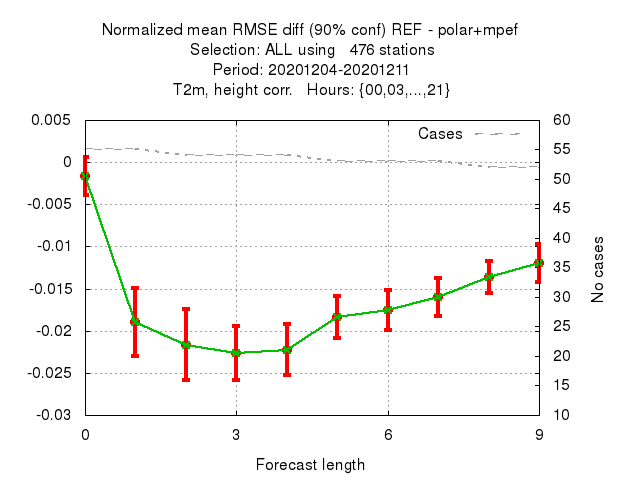 Normalized mean RMSE diff (90% conf) REF - polar+mpef
Selection: ALL using   476 stations
Period: 20201204-20201211
T2m, height corr.   Hours: {00,03,...,21}
Cases
0.005
0
-0.005
-0.01
-0.015
-0.02
-0.025
-0.03
60
55
50
45
40
35
30
25
20
15
10
No cases
0 3 6 9
Forecast length